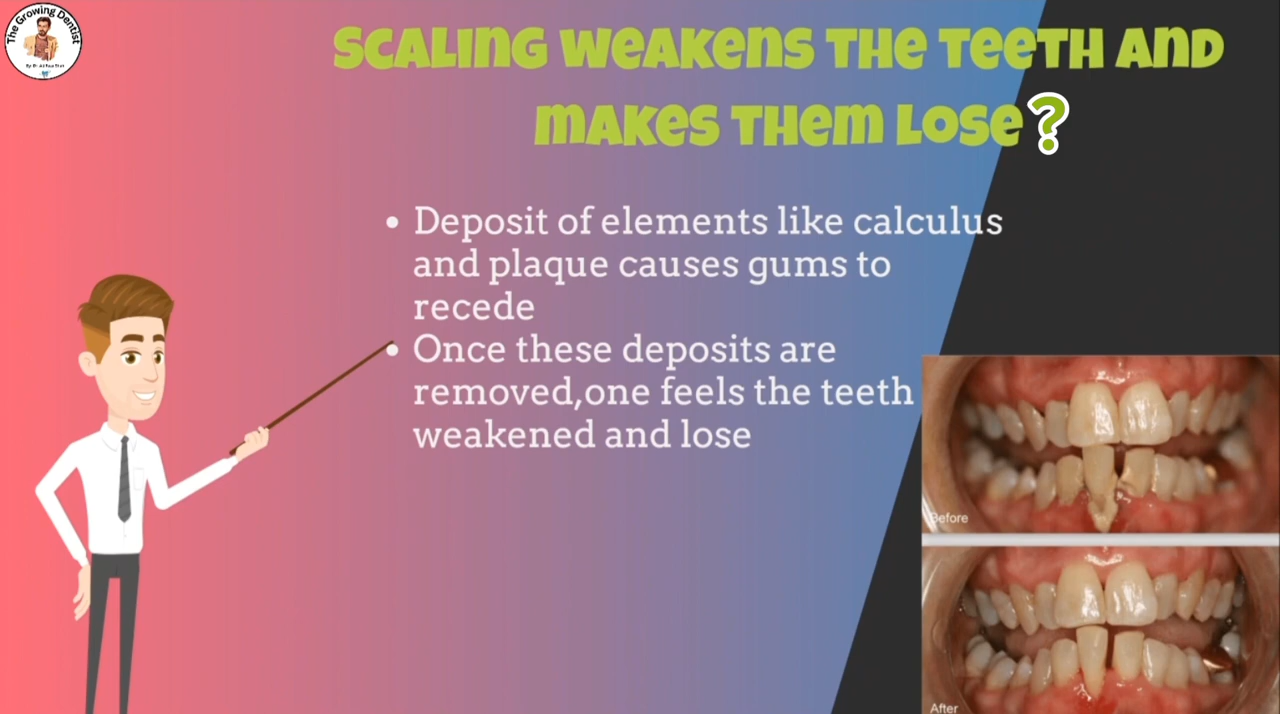 The Growing Dentist
SCALING WEAKENS THE TEETH AND
MAKES THEM LOSE?
• Deposit of elements like calculus
and plaque causes gums to
recede
• Once these deposits are
removed,one feels the teeth
weakened and lose
Before
After